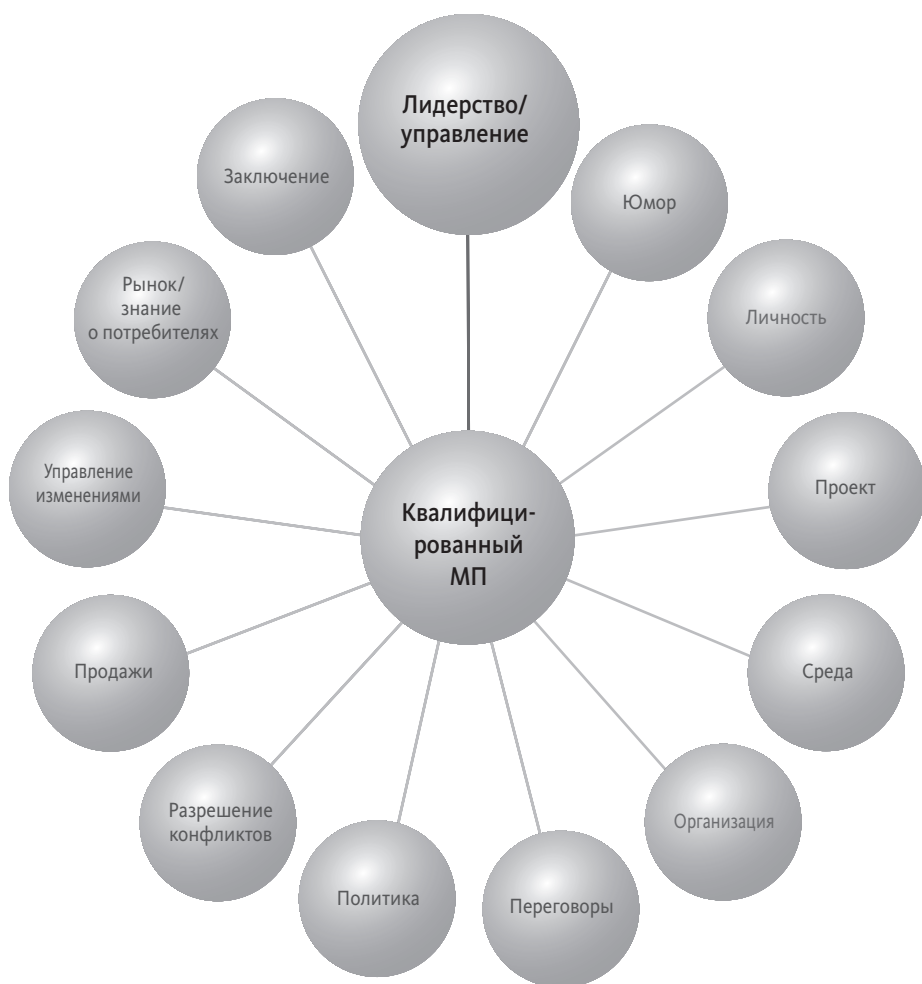 Лидерство/
управление
Юмор
Личность
Проект
Среда
Организация
Переговоры
Политика
Разрешение
конфликтов
Продажи
Управление
изменениями
Рынок/
знание
о потребителях
Заключение
Квалифици-
рованный
МП